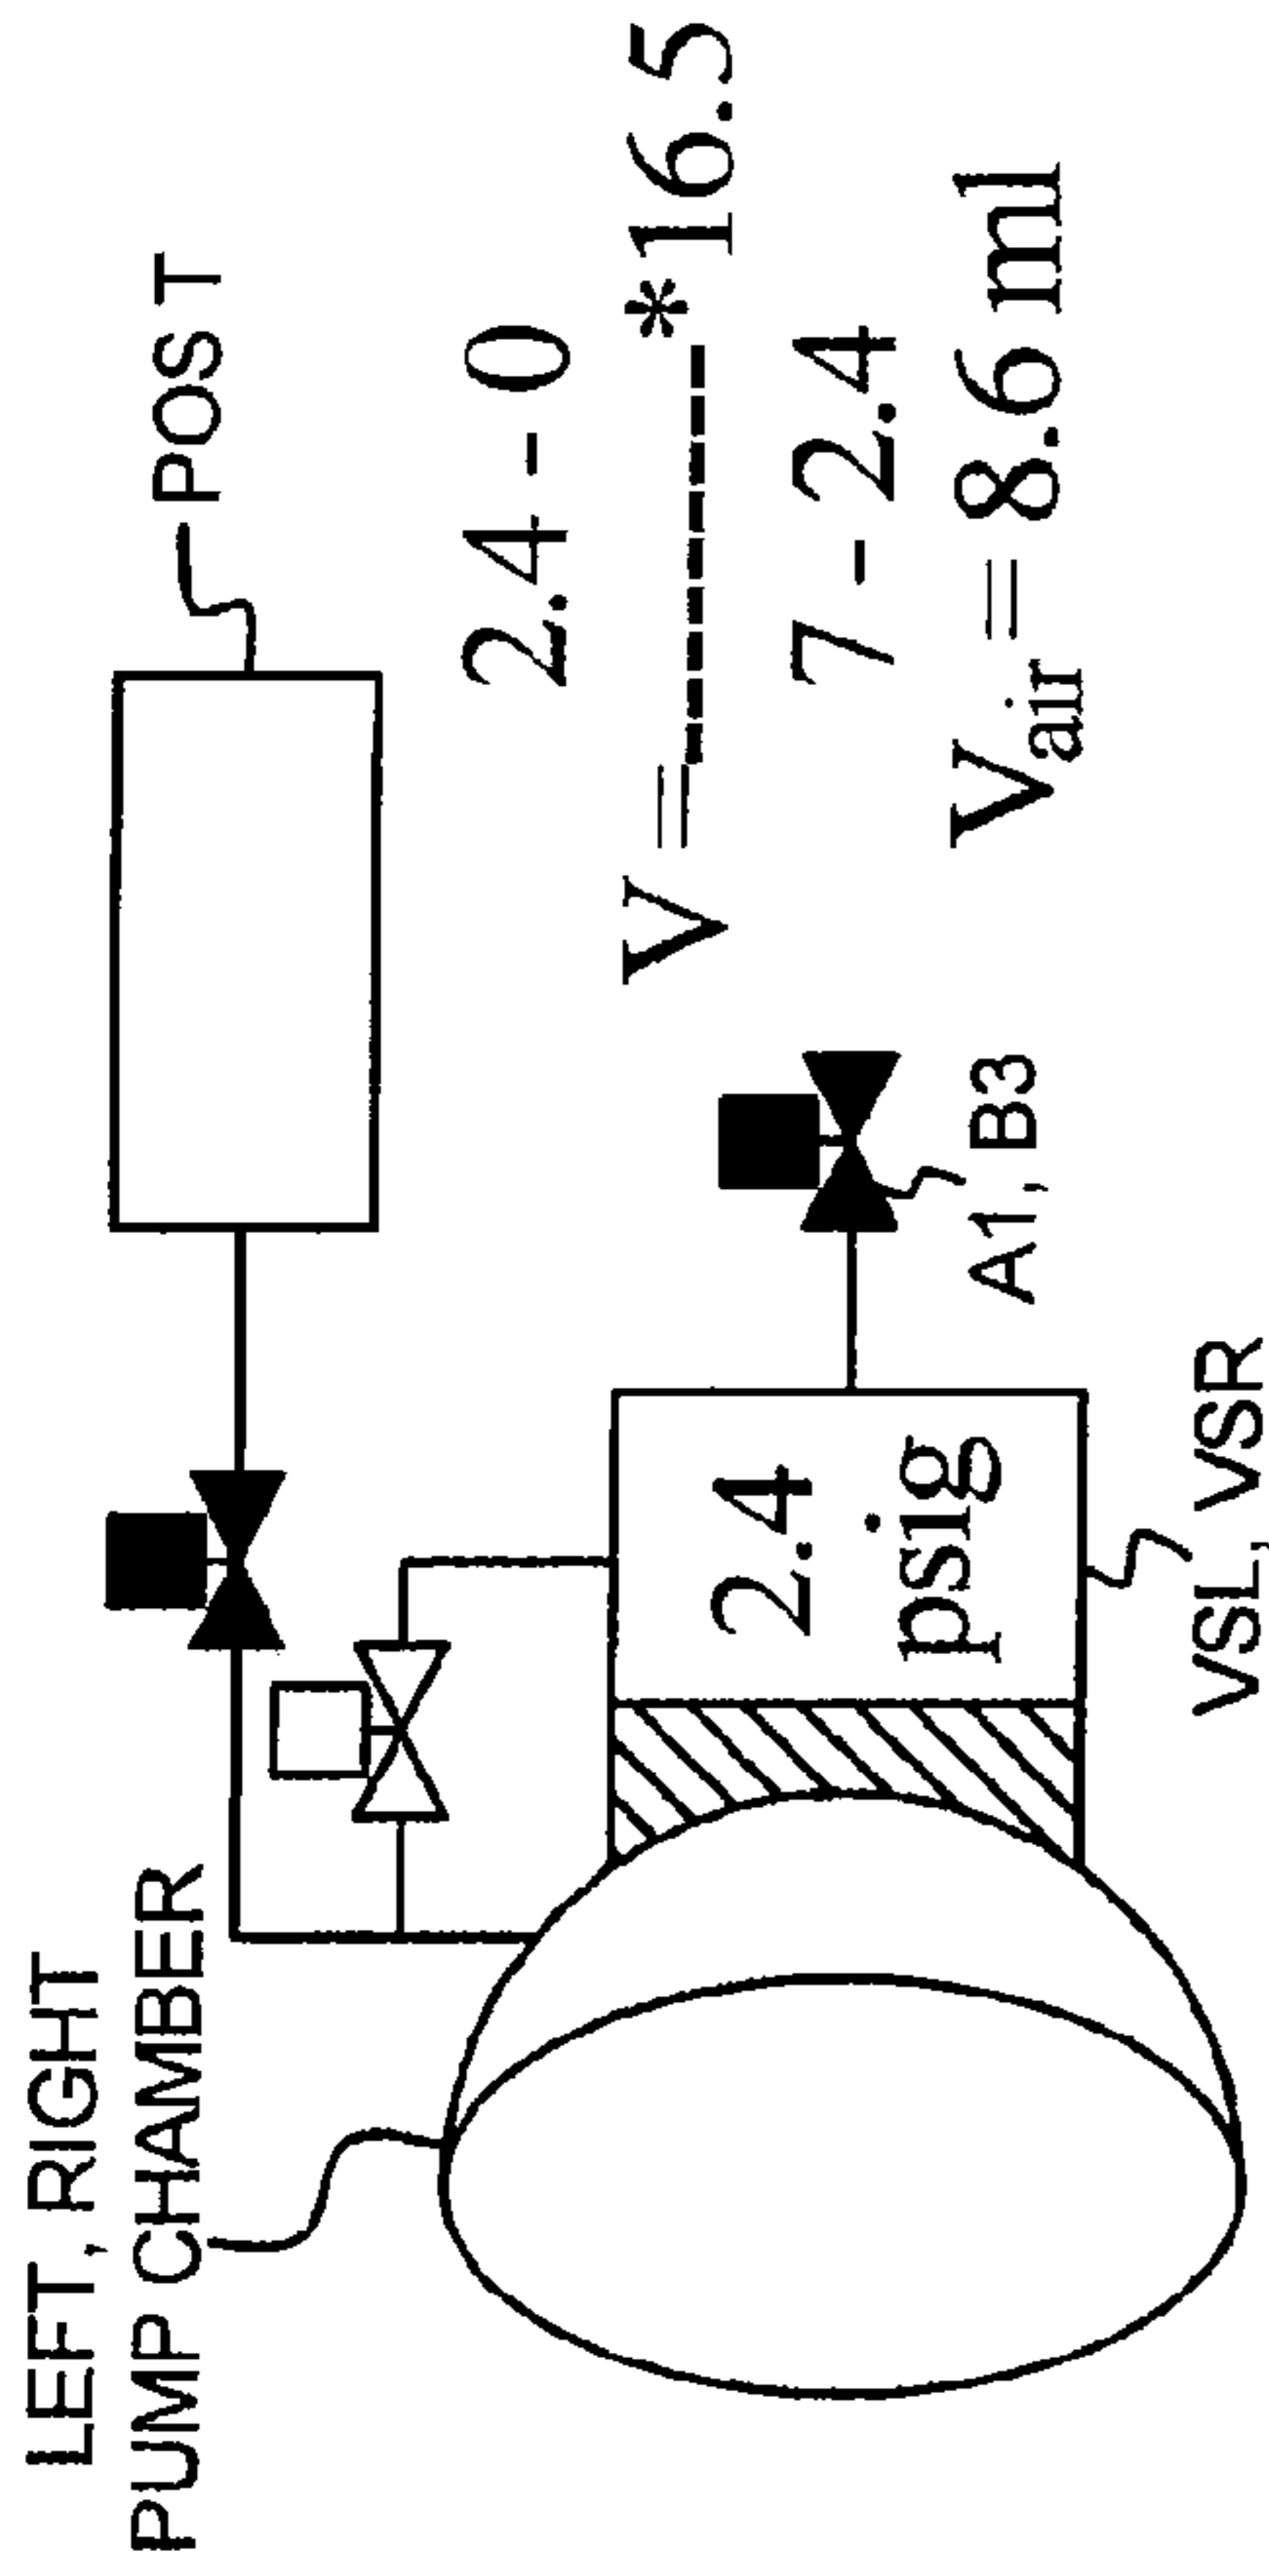 LEFT, RIGHT
PUMP CHAMBER
POS T
2.4 - 0
V=---------*16.5
7 - 2.4
Vair= 8.6 ml
2.4
psig
A1, B3
VSL, VSR